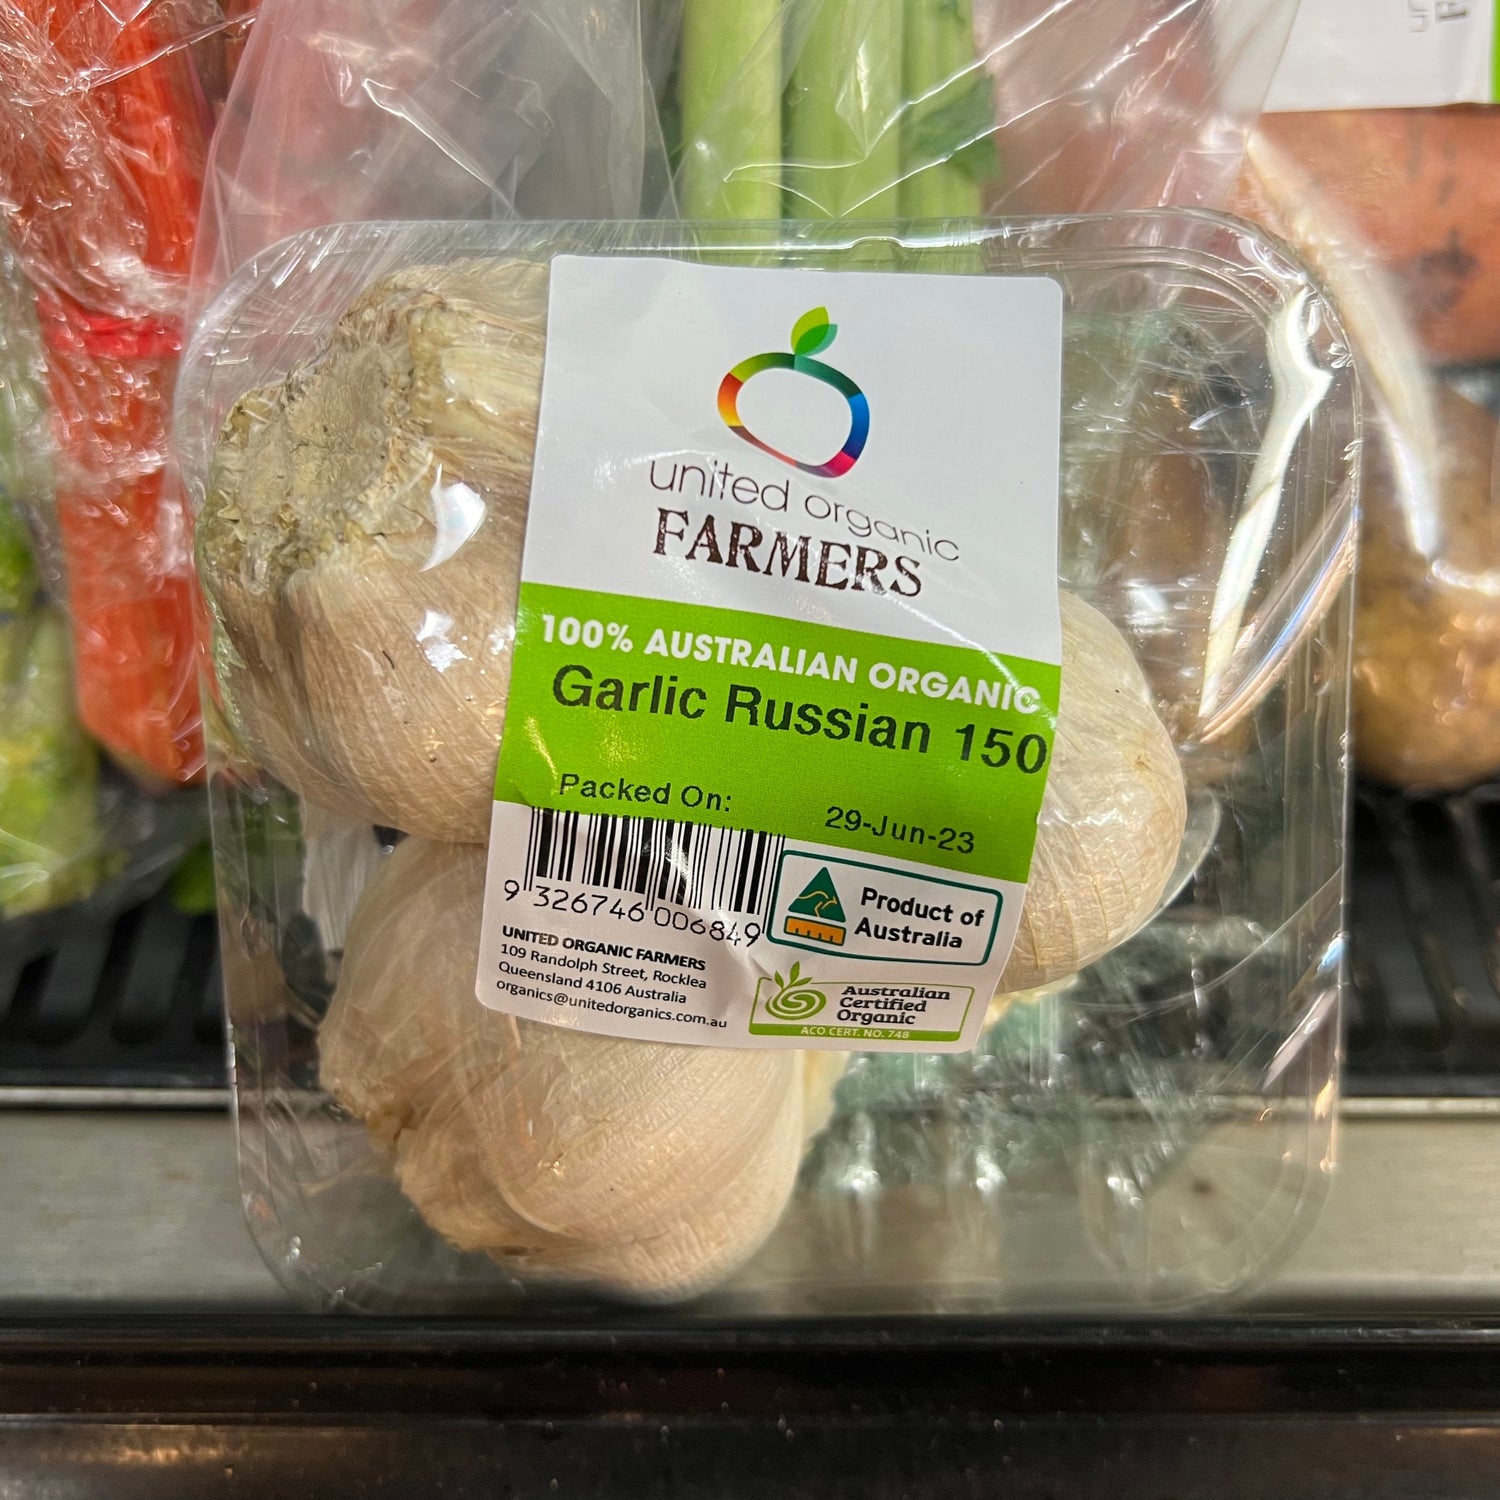 united organic
FARMERS
100% AUSTRALIAN ORGANIC
Garlic Russian 150
Packed On: 29-Jun-23
9 326746 006849
Product of
Australia
UNITED ORGANIC FARMERS
109 Randolph Street, Rocklea
Queensland 4106 Australia
organics@unitedorganics.com.au
Australian
Certified
Organic
ACO CERT. NO. 748